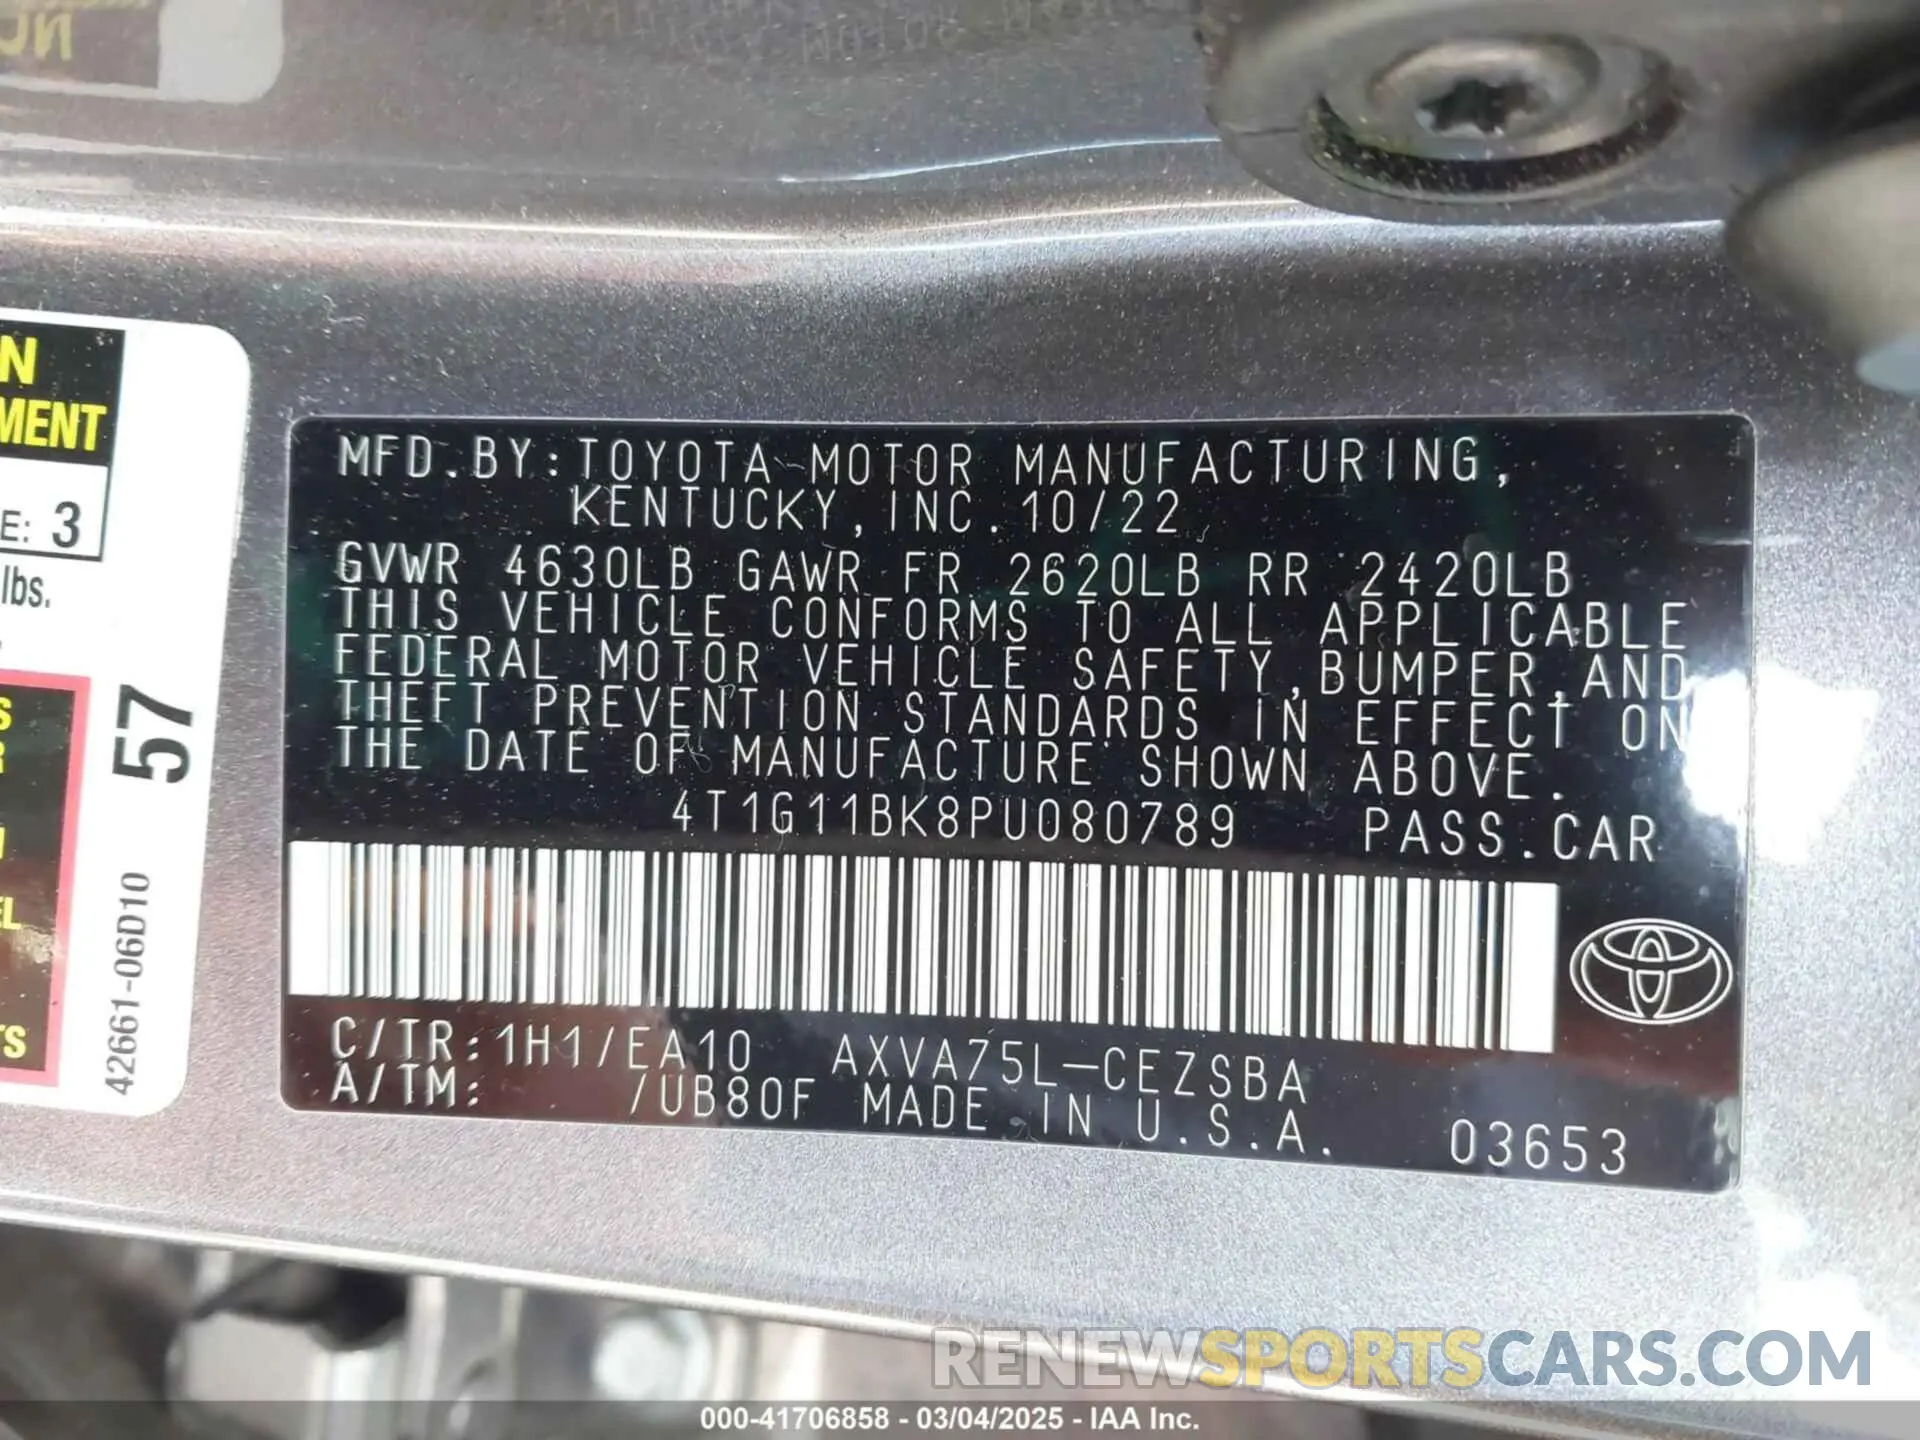 N
MENT
E: 3
lbs.
S
R
EL
TS
57
42661-06D10
MFD.BY:TOYOTA MOTOR MANUFACTURING,
KENTUCKY,INC.10/22
GVWR 4630LB GAWR FR 2620LB RR 2420LB
THIS VEHICLE CONFORMS TO ALL APPLICABLE
FEDERAL MOTOR VEHICLE SAFETY,BUMPER,AND
THEFT PREVENTION STANDARDS IN EFFECT ON
THE DATE OF MANUFACTURE SHOWN ABOVE.
4T1G11BK8PU080789 PASS.CAR
C/TR:1H1/EA10 AXVA75L-CEZSBA
A/TM: /UB80F MADE IN U.S.A. 03653
RENEWSPORTSCARS.COM
000-41706858 - 03/04/2025 - IAA Inc.